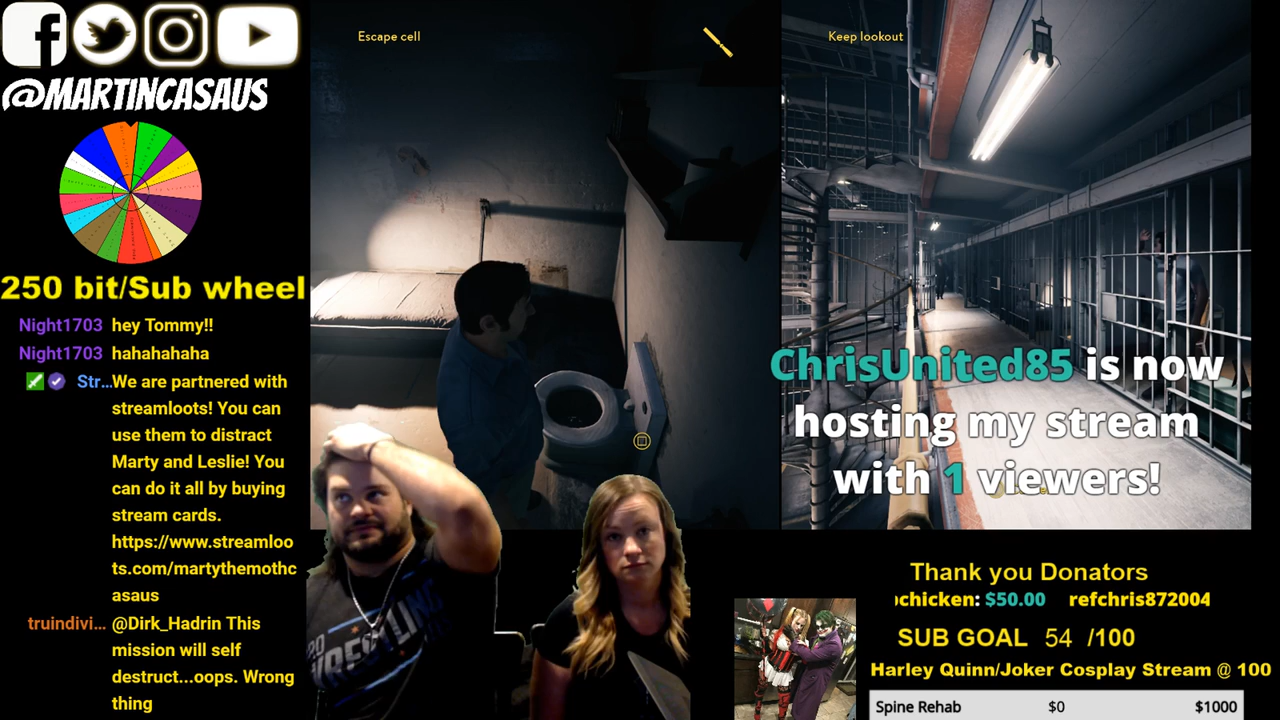 @MARTINCASAUS
250 bit/Sub wheel
Night1703 hey Tommy!!
Night1703 hahahahaha
Str...We are partnered with
streamloots! You can
use them to distract
Marty and Leslie! You
can do it all by buying
stream cards.
https://www.streamloo
ts.com/martythemothc
asaus
truindivi... @Dirk_Hadrin This
mission will self
destruct...oops. Wrong
thing
Escape cell
Keep lookout
ChrisUnited85 is now
hosting my stream
with 1 viewers!
Thank you Donators
chicken: $50.00 refchris872004
SUB GOAL 54 /100
Harley Quinn/Joker Cosplay Stream @ 100
Spine Rehab $0 $1000